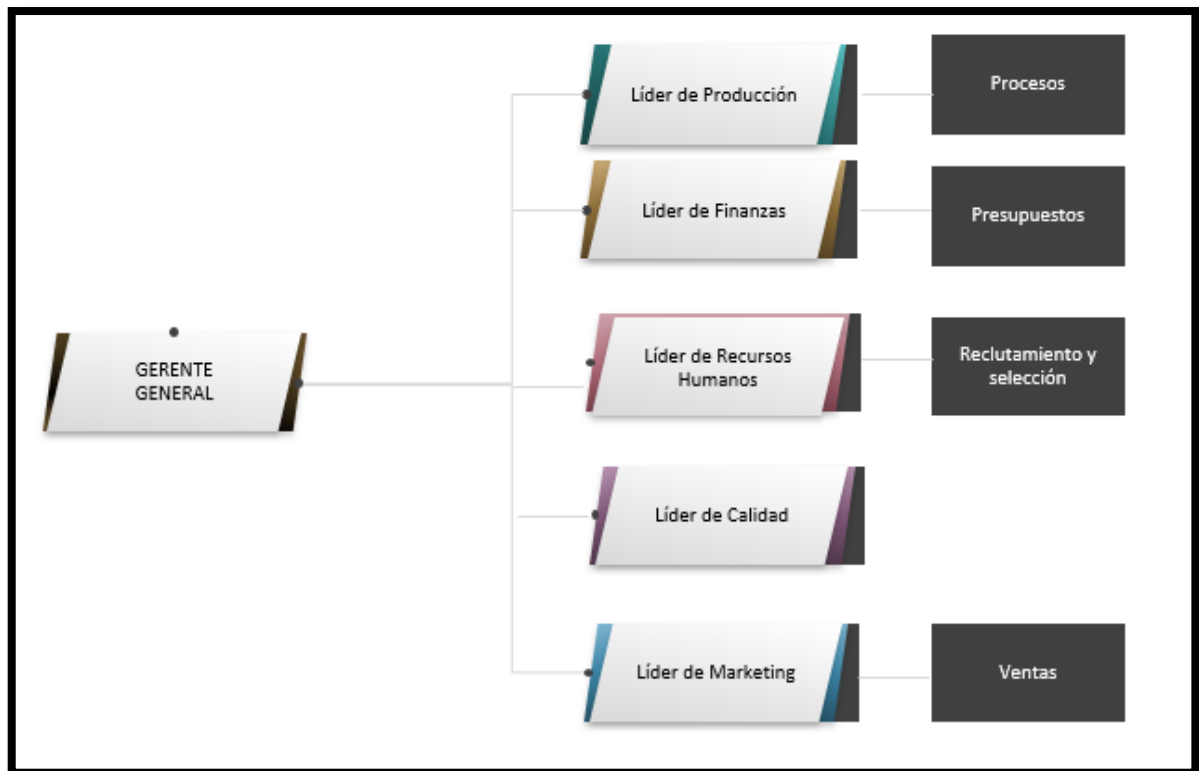 Líder de Producción
Procesos
Líder de Finanzas
Presupuestos
GERENTE
GENERAL
Líder de Recursos
Humanos
Reclutamiento y
selección
Líder de Calidad
Líder de Marketing
Ventas